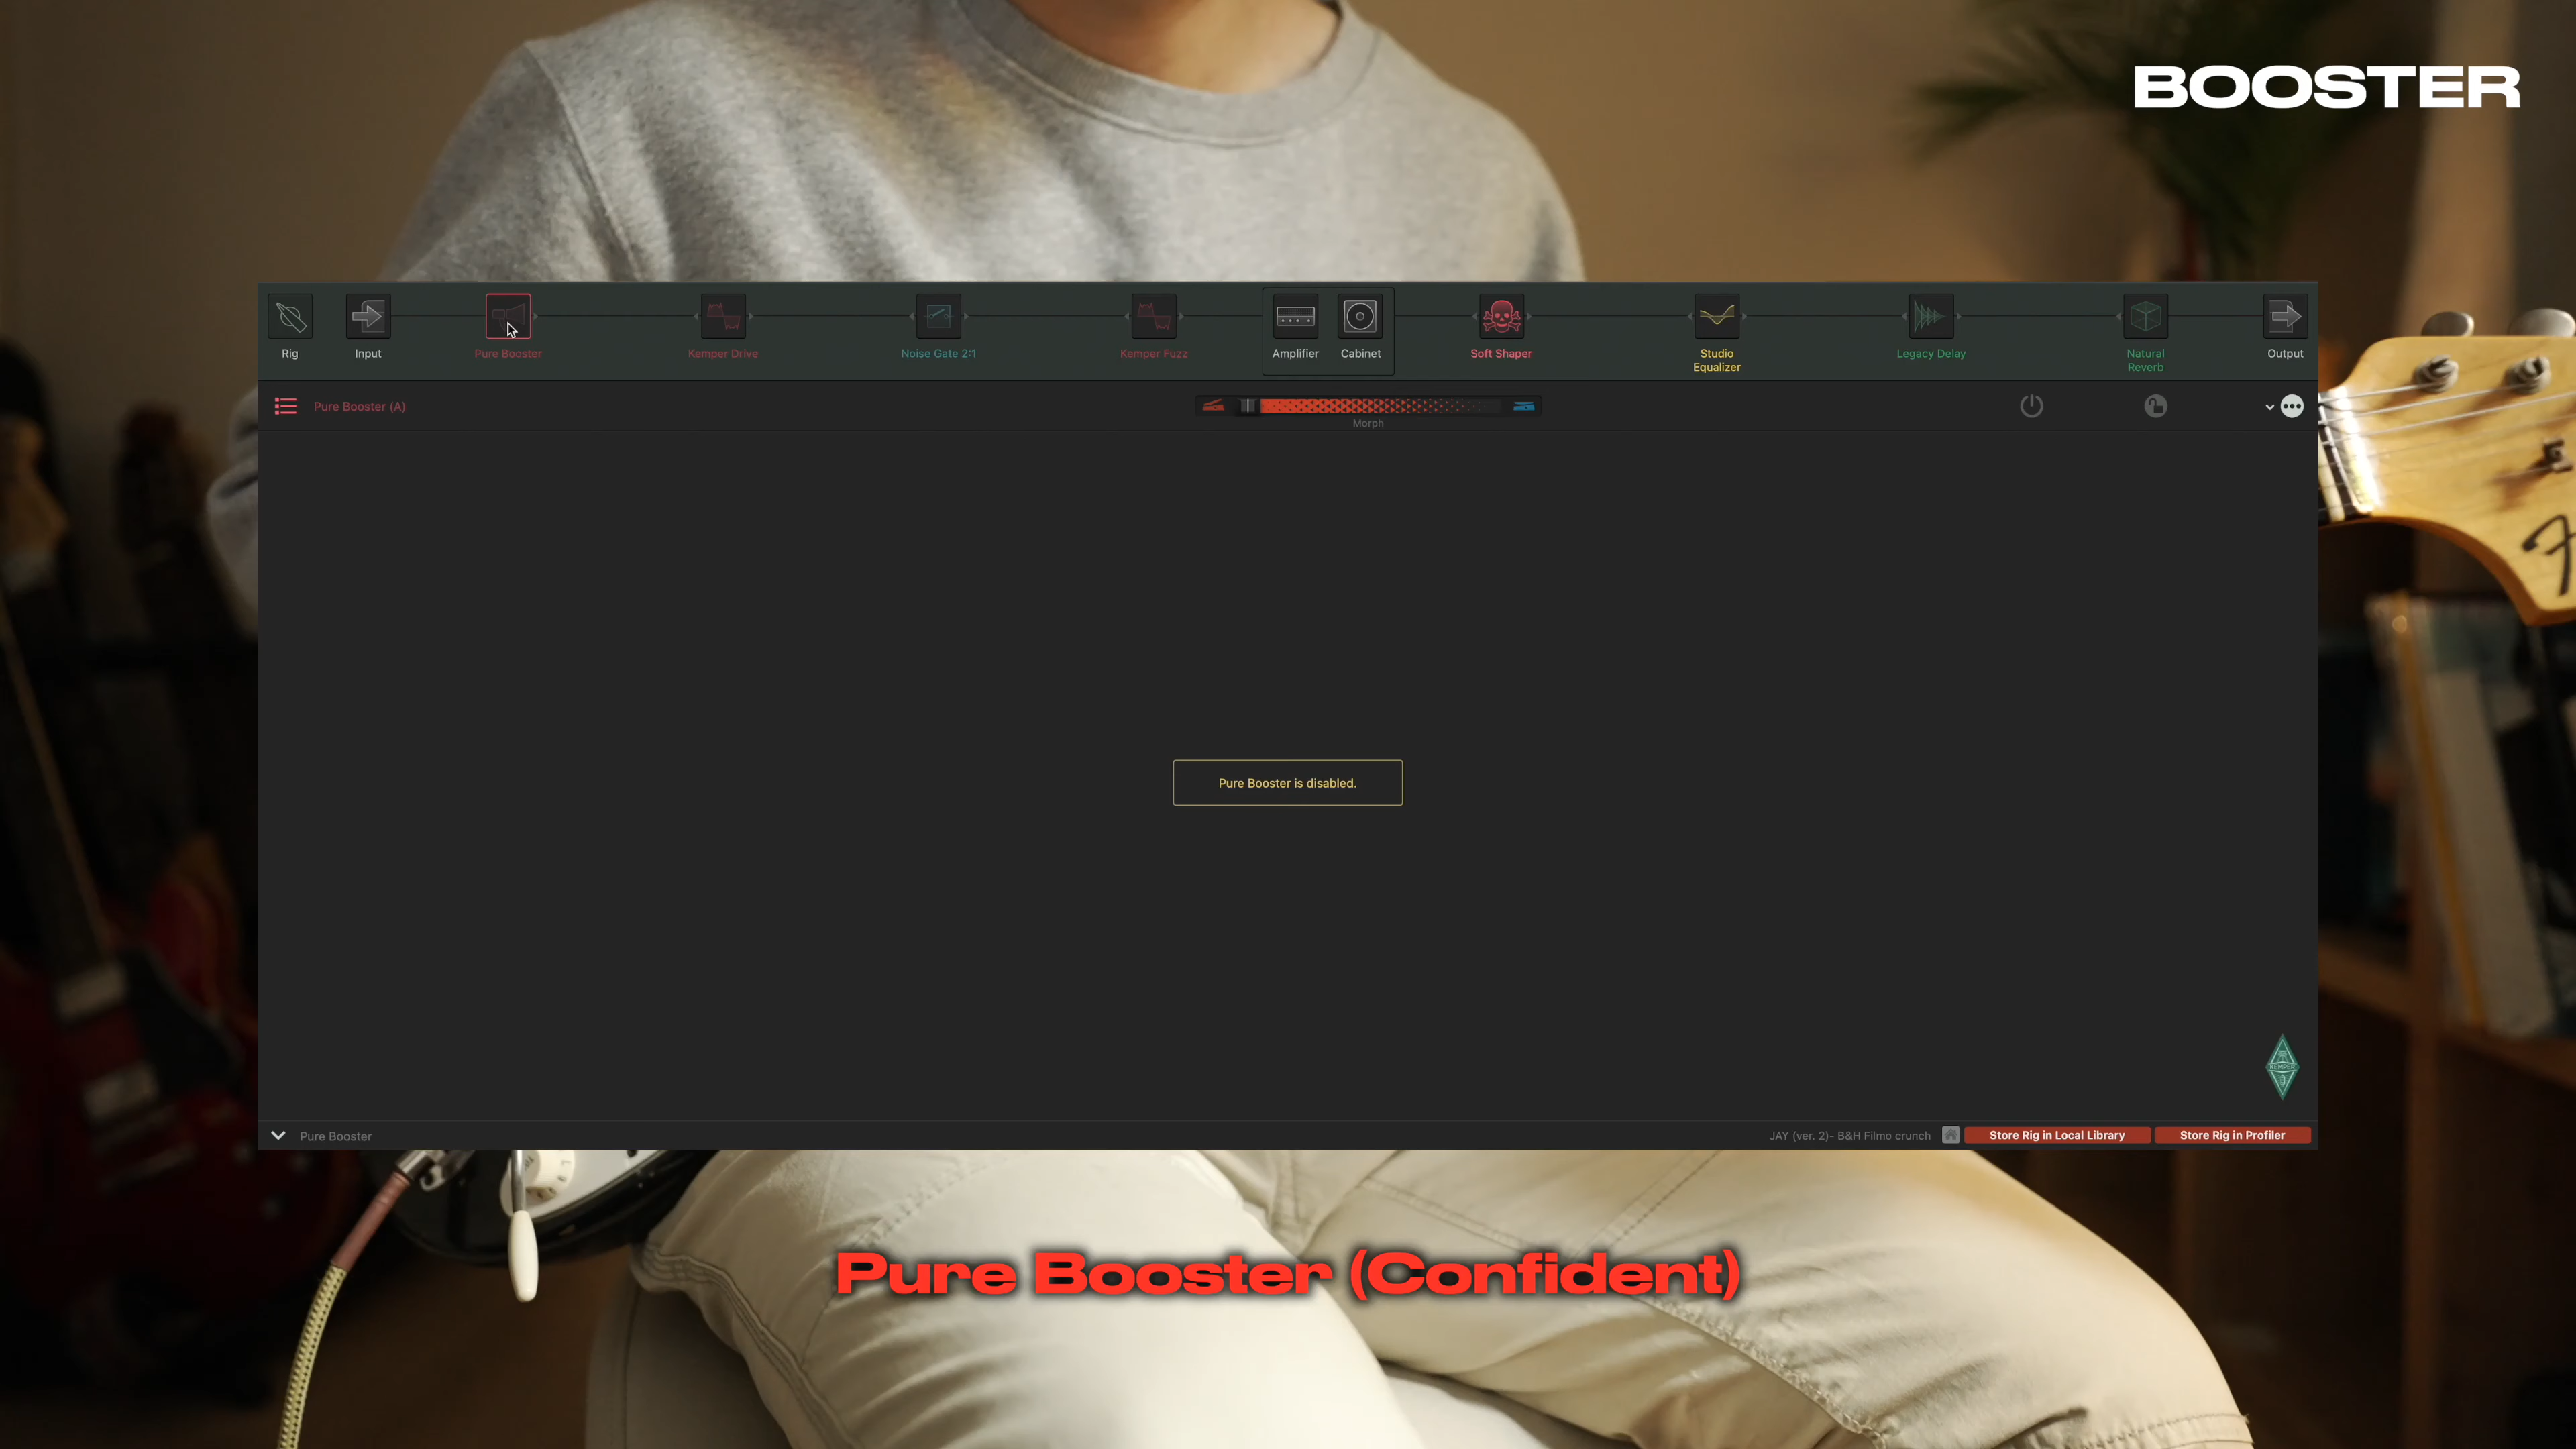 BOOSTER
Rig
Input
Pure Booster
Kemper Drive
Noise Gate 2:1
Kemper Fuzz
Amplifier
Cabinet
Soft Shaper
Studio
Equalizer
Legacy Delay
Natural
Reverb
Output
Pure Booster (A)
Morph
Pure Booster is disabled.
KEMPER
Pure Booster
JAY (ver. 2)- B&H Filmo crunch
Store Rig in Local Library
Store Rig in Profiler
Pure Booster (Confident)